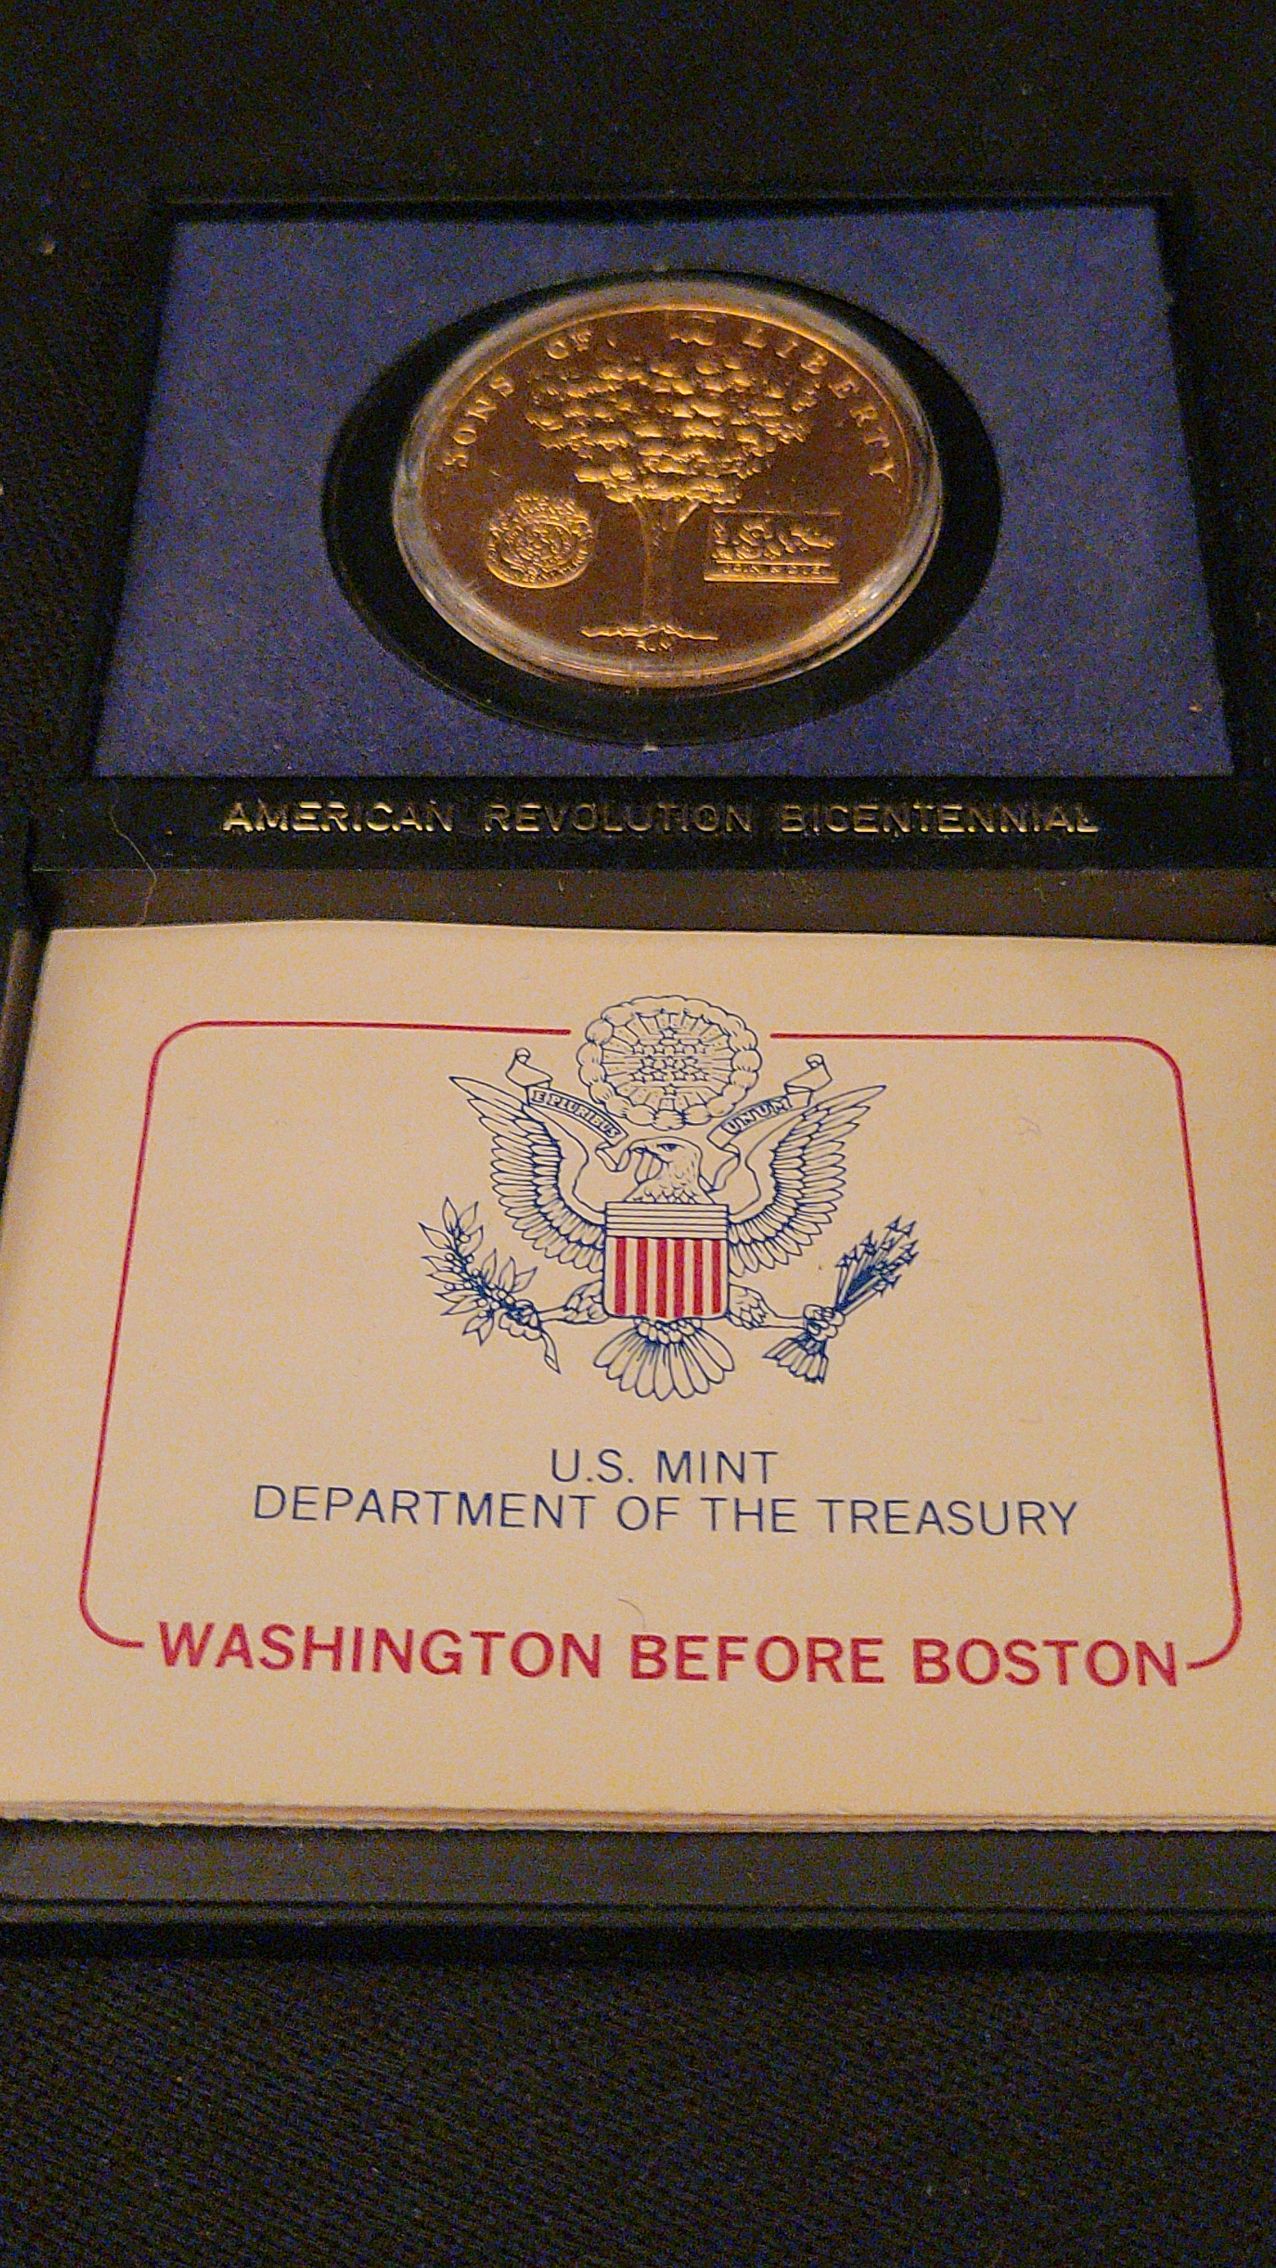 SONS OF LIBERTY
AMERICAN REVOLUTION BICENTENNIAL
E PLURIBUS UNUM
U.S. MINT
DEPARTMENT OF THE TREASURY
WASHINGTON BEFORE BOSTON